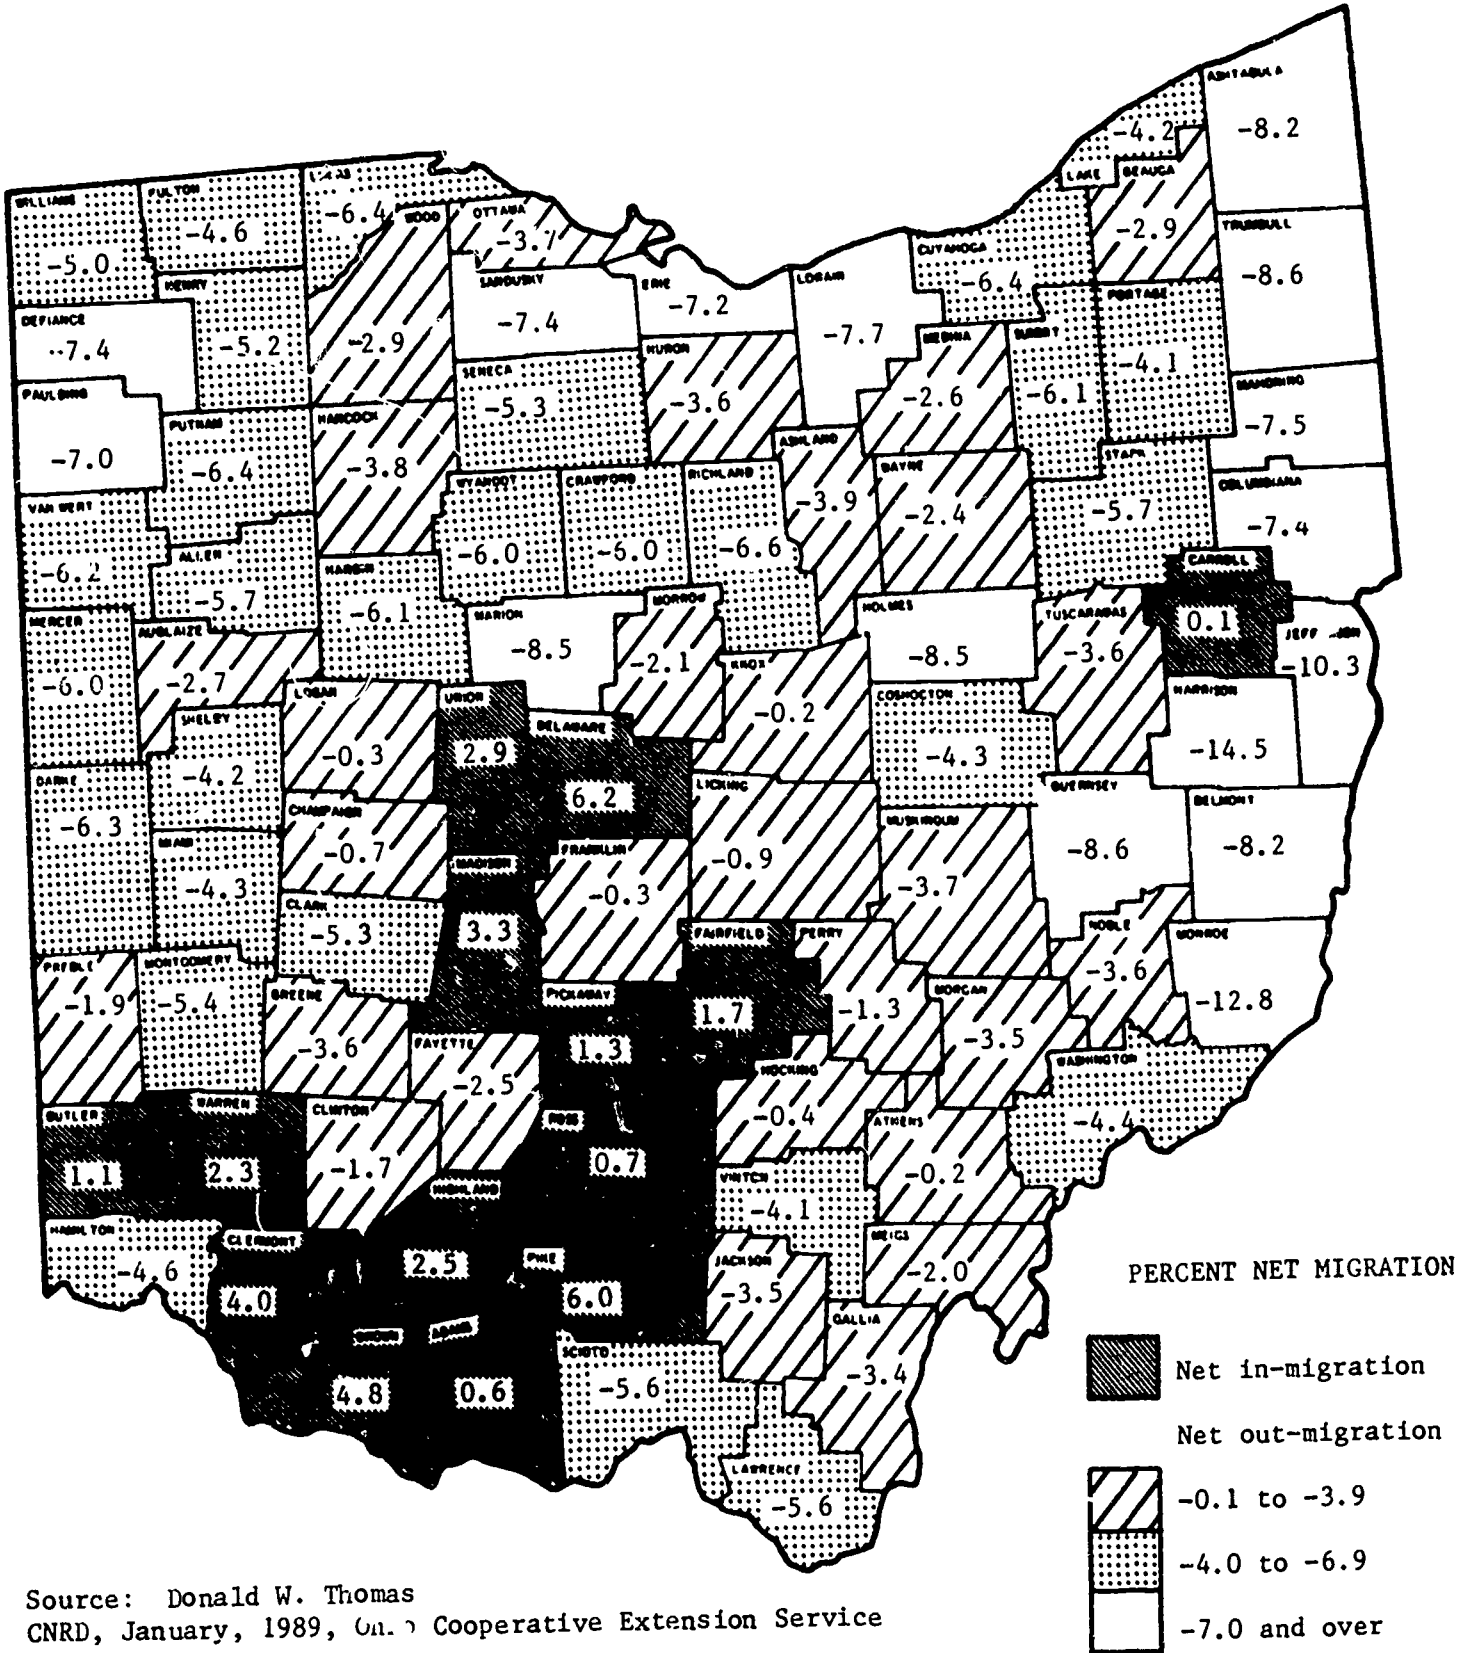 ASHTABULA
-8.2
-4.2
LAKE
GEAUGA
-2.9
TRUMBULL
-8.6
WILLIAMS
-5.0
FULTON
-4.6
LUCAS
-6.4
WOOD
-2.9
OTTAWA
-3.7
SANDUSKY
-7.4
ERIE
-7.2
LORAIN
-7.7
CUYAHOGA
-6.4
HENRY
-5.2
DEFIANCE
-7.4
PAULDING
-7.0
PUTNAM
-6.4
HANCOCK
-3.8
SENECA
-5.3
HURON
-3.6
MEDINA
-2.6
SUMMIT
-6.1
PORTAGE
-4.1
MAHONING
-7.5
ASHLAND
-3.9
WAYNE
-2.4
STARK
-5.7
COLUMBIANA
-7.4
VAN WERT
-6.2
ALLEN
-5.7
HARDIN
-6.1
WYANDOT
-6.0
CRAWFORD
-6.0
RICHLAND
-6.6
CARROLL
0.1
MERCER
-6.0
AUGLAIZE
-2.7
MARION
-8.5
MORROW
-2.1
KNOX
-0.2
HOLMES
-8.5
TUSCARAWAS
-3.6
-10.3
HARRISON
-14.5
SHELBY
-4.2
LOGAN
-0.3
UNION
2.9
DELAWARE
6.2
COSHOCTON
-4.3
DARKE
-6.3
MIAMI
-4.3
CHAMPAIGN
-0.7
LICKING
-0.9
MUSKINGUM
-3.7
GUERNSEY
-8.6
BELMONT
-8.2
CLARK
-5.3
MADISON
3.3
FRANKLIN
-0.3
FAIRFIELD
1.7
PERRY
-1.3
NOBLE
-3.6
MONROE
-12.8
PREBLE
-1.9
MONTGOMERY
-5.4
GREENE
-3.6
FAYETTE
-2.5
PICKAWAY
1.3
HOCKING
-0.4
MORGAN
-3.5
WASHINGTON
-4.4
BUTLER
1.1
WARREN
2.3
CLINTON
-1.7
ROSS
0.7
ATHENS
-0.2
VINTON
-4.1
HAMILTON
-4.6
CLERMONT
4.0
HIGHLAND
2.5
PIKE
6.0
JACKSON
-3.5
MEIGS
-2.0
BROWN
4.8
ADAMS
0.6
SCIOTO
-5.6
GALLIA
-3.4
LAWRENCE
-5.6
PERCENT NET MIGRATION
Net in-migration
Net out-migration
-0.1 to -3.9
-4.0 to -6.9
-7.0 and over
Source: Donald W. Thomas
CNRD, January, 1989, Cooperative Extension Service